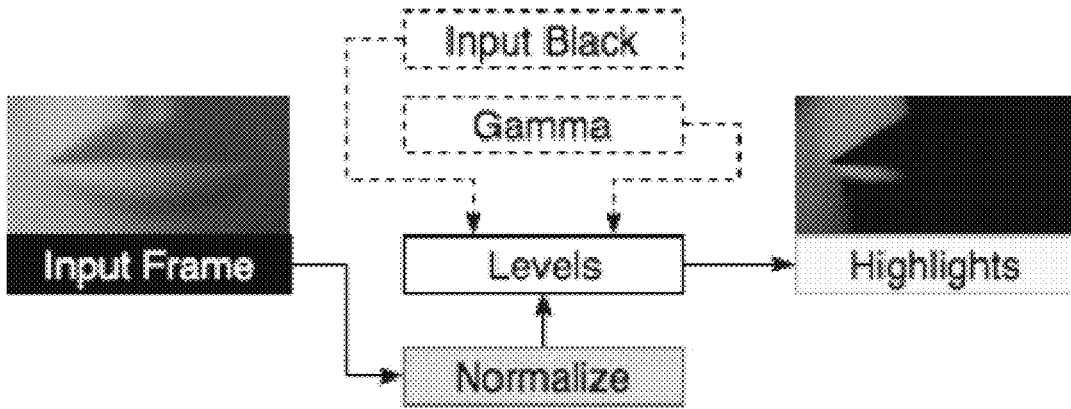 Input Black
Gamma
Input Frame
Levels
Highlights
Normalize